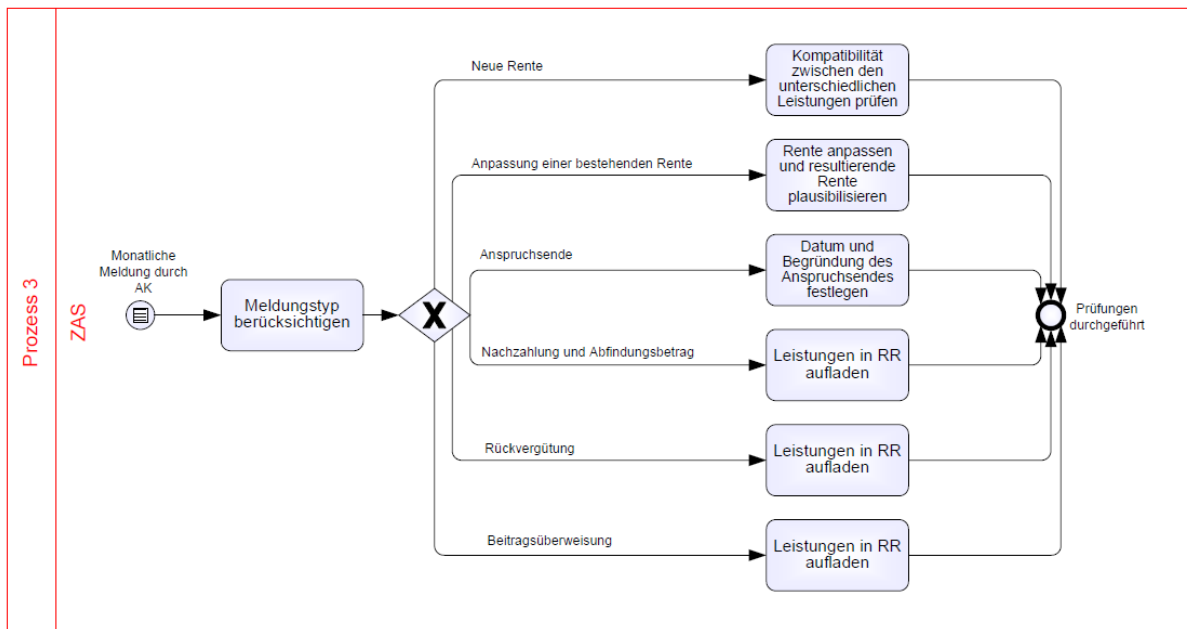 Prozess 3
ZAS
Monatliche
Meldung durch
AK
Meldungstyp
berücksichtigen
Neue Rente
Kompatibilität
zwischen den
unterschiedlichen
Leistungen prüfen
Anpassung einer bestehenden Rente
Rente anpassen
und resultierende
Rente
plausibilisieren
Anspruchsende
Datum und
Begründung des
Anspruchsendes
festlegen
Nachzahlung und Abfindungsbetrag
Leistungen in RR
aufladen
Rückvergütung
Leistungen in RR
aufladen
Beitragsüberweisung
Leistungen in RR
aufladen
Prüfungen
durchgeführt